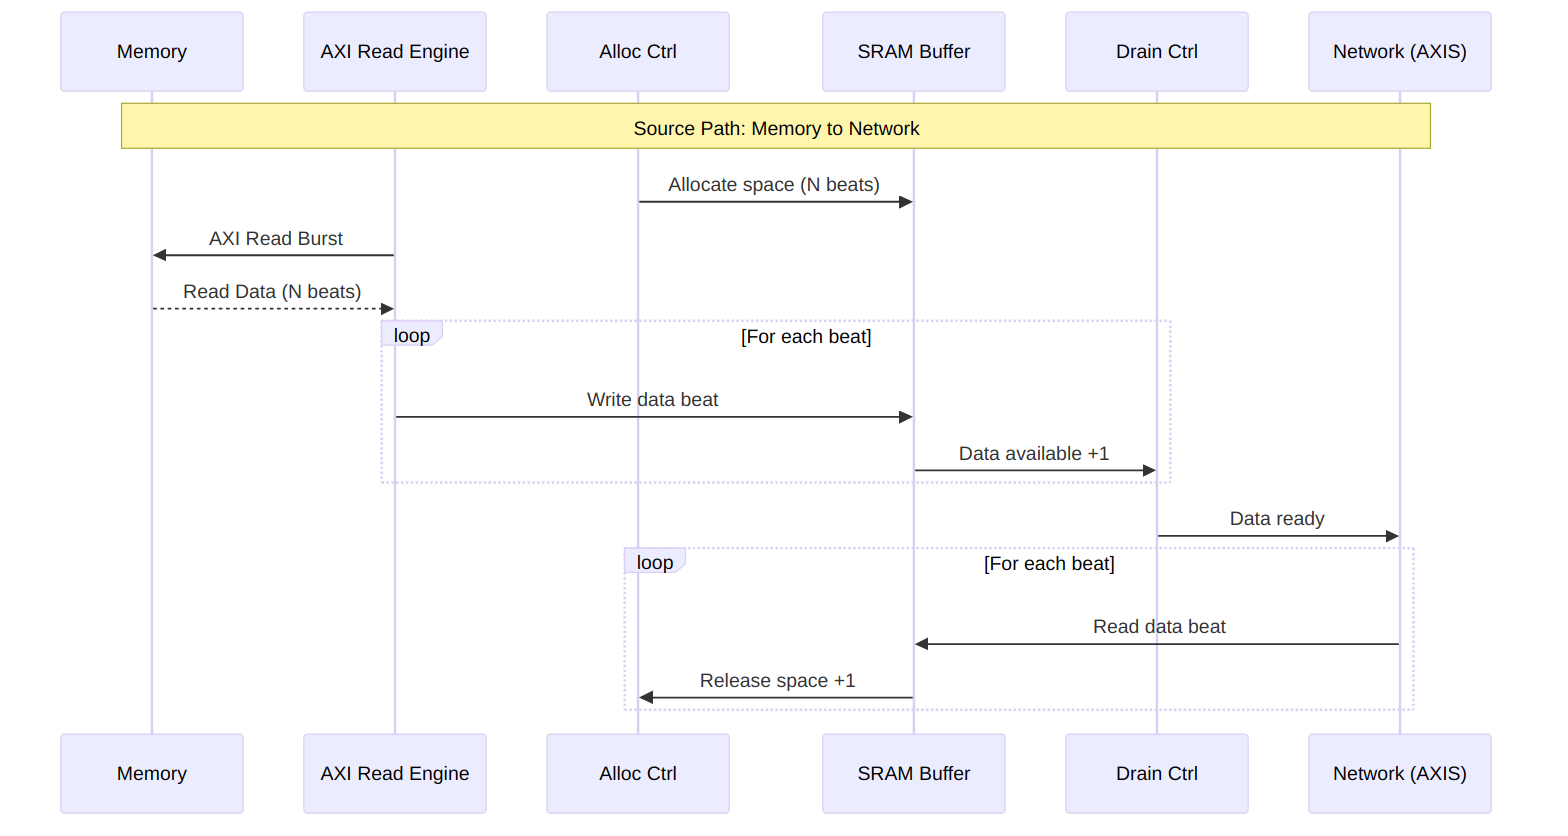 Memory
AXI Read Engine
Alloc Ctrl
SRAM Buffer
Drain Ctrl
Network (AXIS)
Source Path: Memory to Network
Allocate space (N beats)
AXI Read Burst
Read Data (N beats)
loop
[For each beat]
Write data beat
Data available +1
Data ready
loop
[For each beat]
Read data beat
Release space +1
Memory
AXI Read Engine
Alloc Ctrl
SRAM Buffer
Drain Ctrl
Network (AXIS)